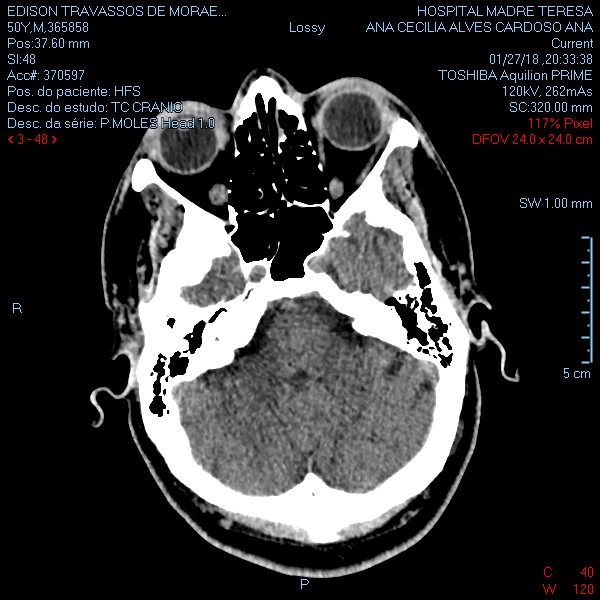 EDISON TRAVASSOS DE MORAE...
50Y,M,365858
Pos:37.60 mm
SI:48
Acc#: 370597
Pos. do paciente: HFS
Desc. do estudo: TC CRANIO
Desc. da série: P.MOLES Head 1.0
< 3 - 48 >
Lossy
HOSPITAL MADRE TERESA
ANA CECILIA ALVES CARDOSO ANA
Current
01/27/18 ,20:33:38
TOSHIBA Aquilion PRIME
120kV, 262mAs
SC:320.00 mm
117% Pixel
DFOV 24.0 x 24.0 cm
SW 1.00 mm
R
5 cm
P
C 40
W 120